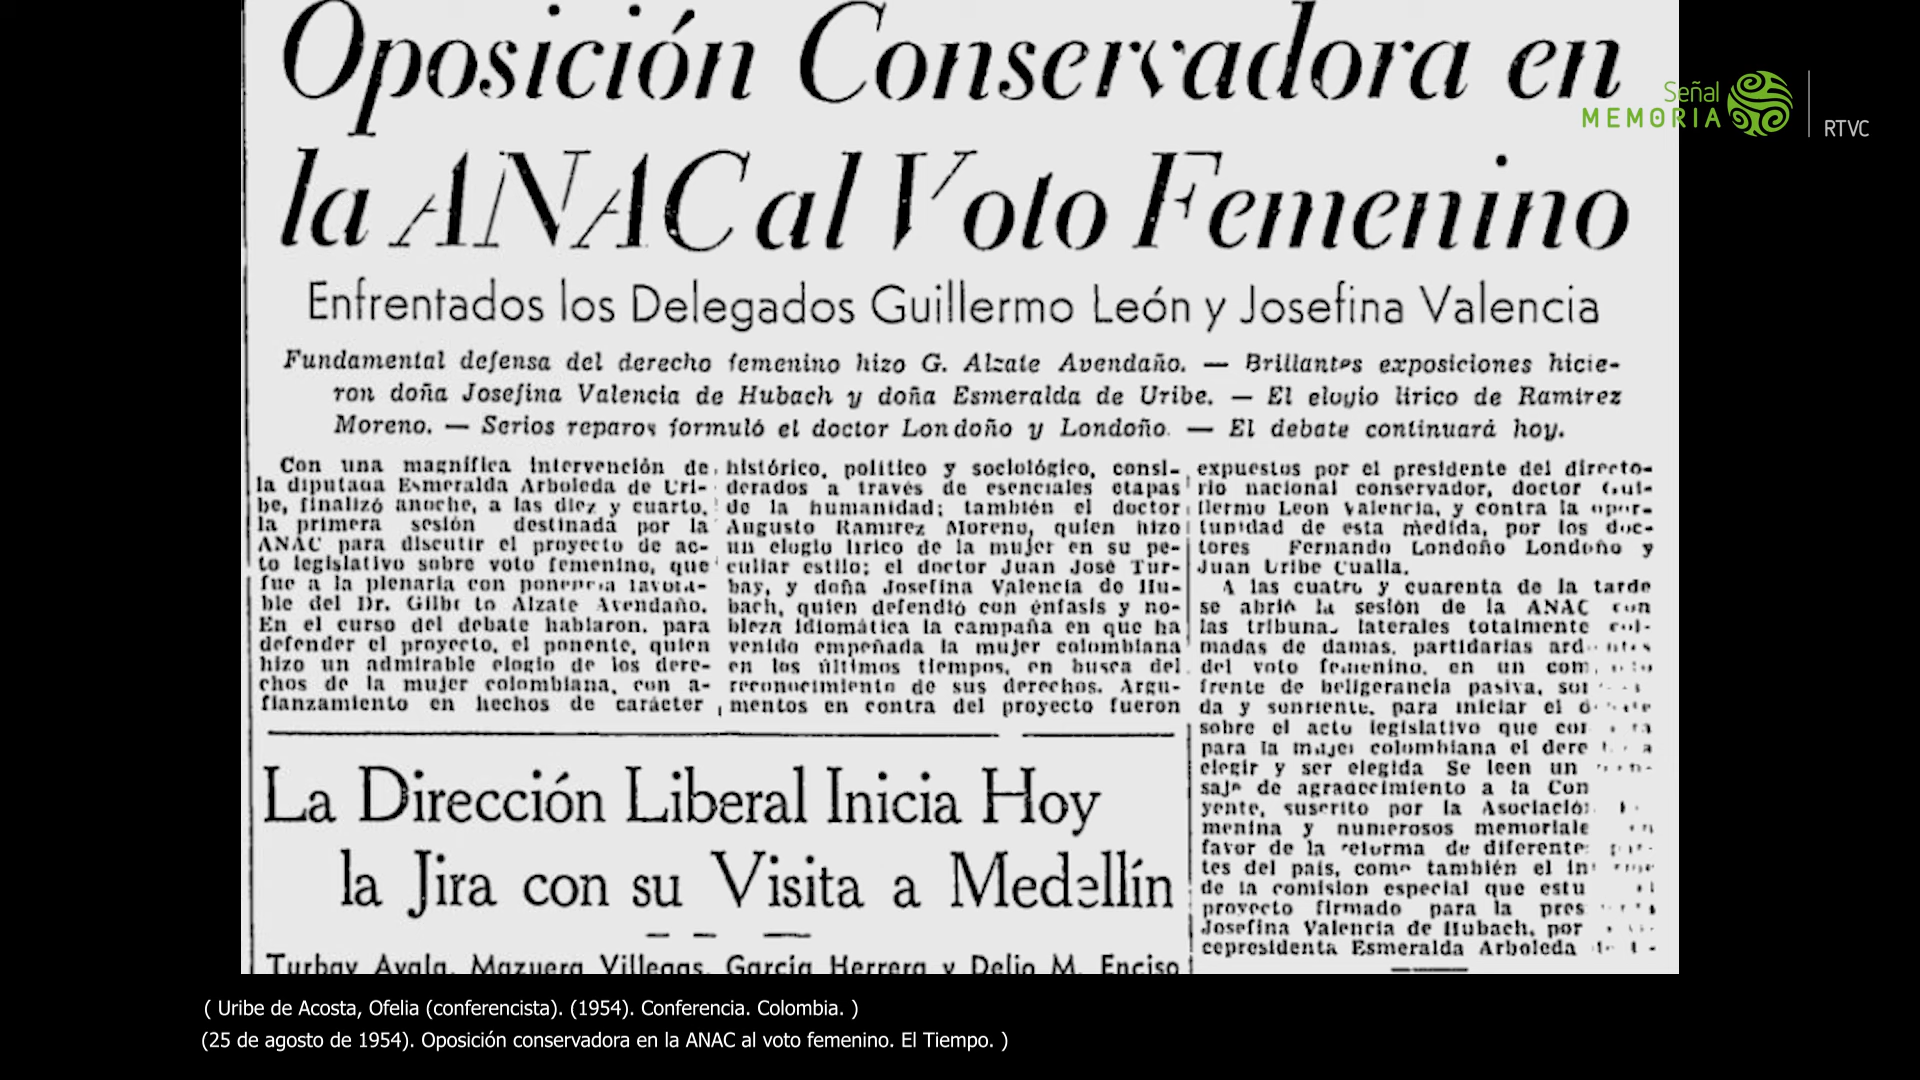 Oposición Conservadora en
la ANAC al Voto Femenino
Señal
MEMORIA
RTVC
Enfrentados los Delegados Guillermo León y Josefina Valencia
Fundamental defensa del derecho femenino hizo G. Alzate Avendaño. — Brillantes exposiciones hicie-
ron doña Josefina Valencia de Hubach y doña Esmeralda de Uribe. — El elogio lírico de Ramírez
Moreno. — Serios reparos formuló el doctor Londoño y Londoño. — El debate continuará hoy.
Con una magnífica intervención de
la diputada Esmeralda Arboleda de Uri-
be, finalizó anoche, a las diez y cuarto,
la primera sesión destinada por la
ANAC para discutir el proyecto de ac-
to legislativo sobre voto femenino, que
fue a la plenaria con ponencia favora-
ble del Dr. Alzate Avendaño.
En el curso del debate hablaron, para
defender el proyecto, el ponente, quien
hizo un admirable elogio de los dere-
chos de la mujer colombiana, con a-
fianzamiento en hechos de carácter
histórico, político y sociológico, consi-
derados a través de esenciales etapas
de la humanidad; también el doctor
Augusto Ramírez Moreno, quien hizo
un elogio lírico de la mujer en su pe-
culiar estilo; el doctor Juan José Tur-
bay, y doña Josefina Valencia de Hu-
bach, quien defendió con énfasis y no-
bleza idiomática la campaña en que ha
venido empeñada la mujer colombiana
en los últimos tiempos, en busca del
reconocimiento de sus derechos. Argu-
mentos en contra del proyecto fueron
expuestos por el presidente del directo-
rio nacional conservador, doctor Gui-
llermo León Valencia, y contra la opor-
tunidad de esta medida, por los doc-
tores Fernando Londoño Londoño y
Juan Uribe Cualla.
A las cuatro y cuarenta de la tarde
se abrió la sesión de la ANAC con
las tribunas laterales totalmente col-
madas de damas, partidarias
del voto femenino, en un
frente de beligerancia pasiva,
da y sonriente, para iniciar el
sobre el acto legislativo que
para la mujer colombiana el
elegir y ser elegida Se leen un
saje de agradecimiento a la
yente, suscrito por la
menina y numerosos
favor de la reforma de
tes del país, como también el
de la comision especial que
proyecto firmado para la
Josefina Valencia de Hubach, por
cepresidenta Esmeralda Arboleda
La Dirección Liberal Inicia Hoy
la Jira con su Visita a Medellín
Turbay Ayala, Mazuera Villegas, García Herrera y Delio M. Enciso
( Uribe de Acosta, Ofelia (conferencista). (1954). Conferencia. Colombia. )
(25 de agosto de 1954). Oposición conservadora en la ANAC al voto femenino. El Tiempo. )